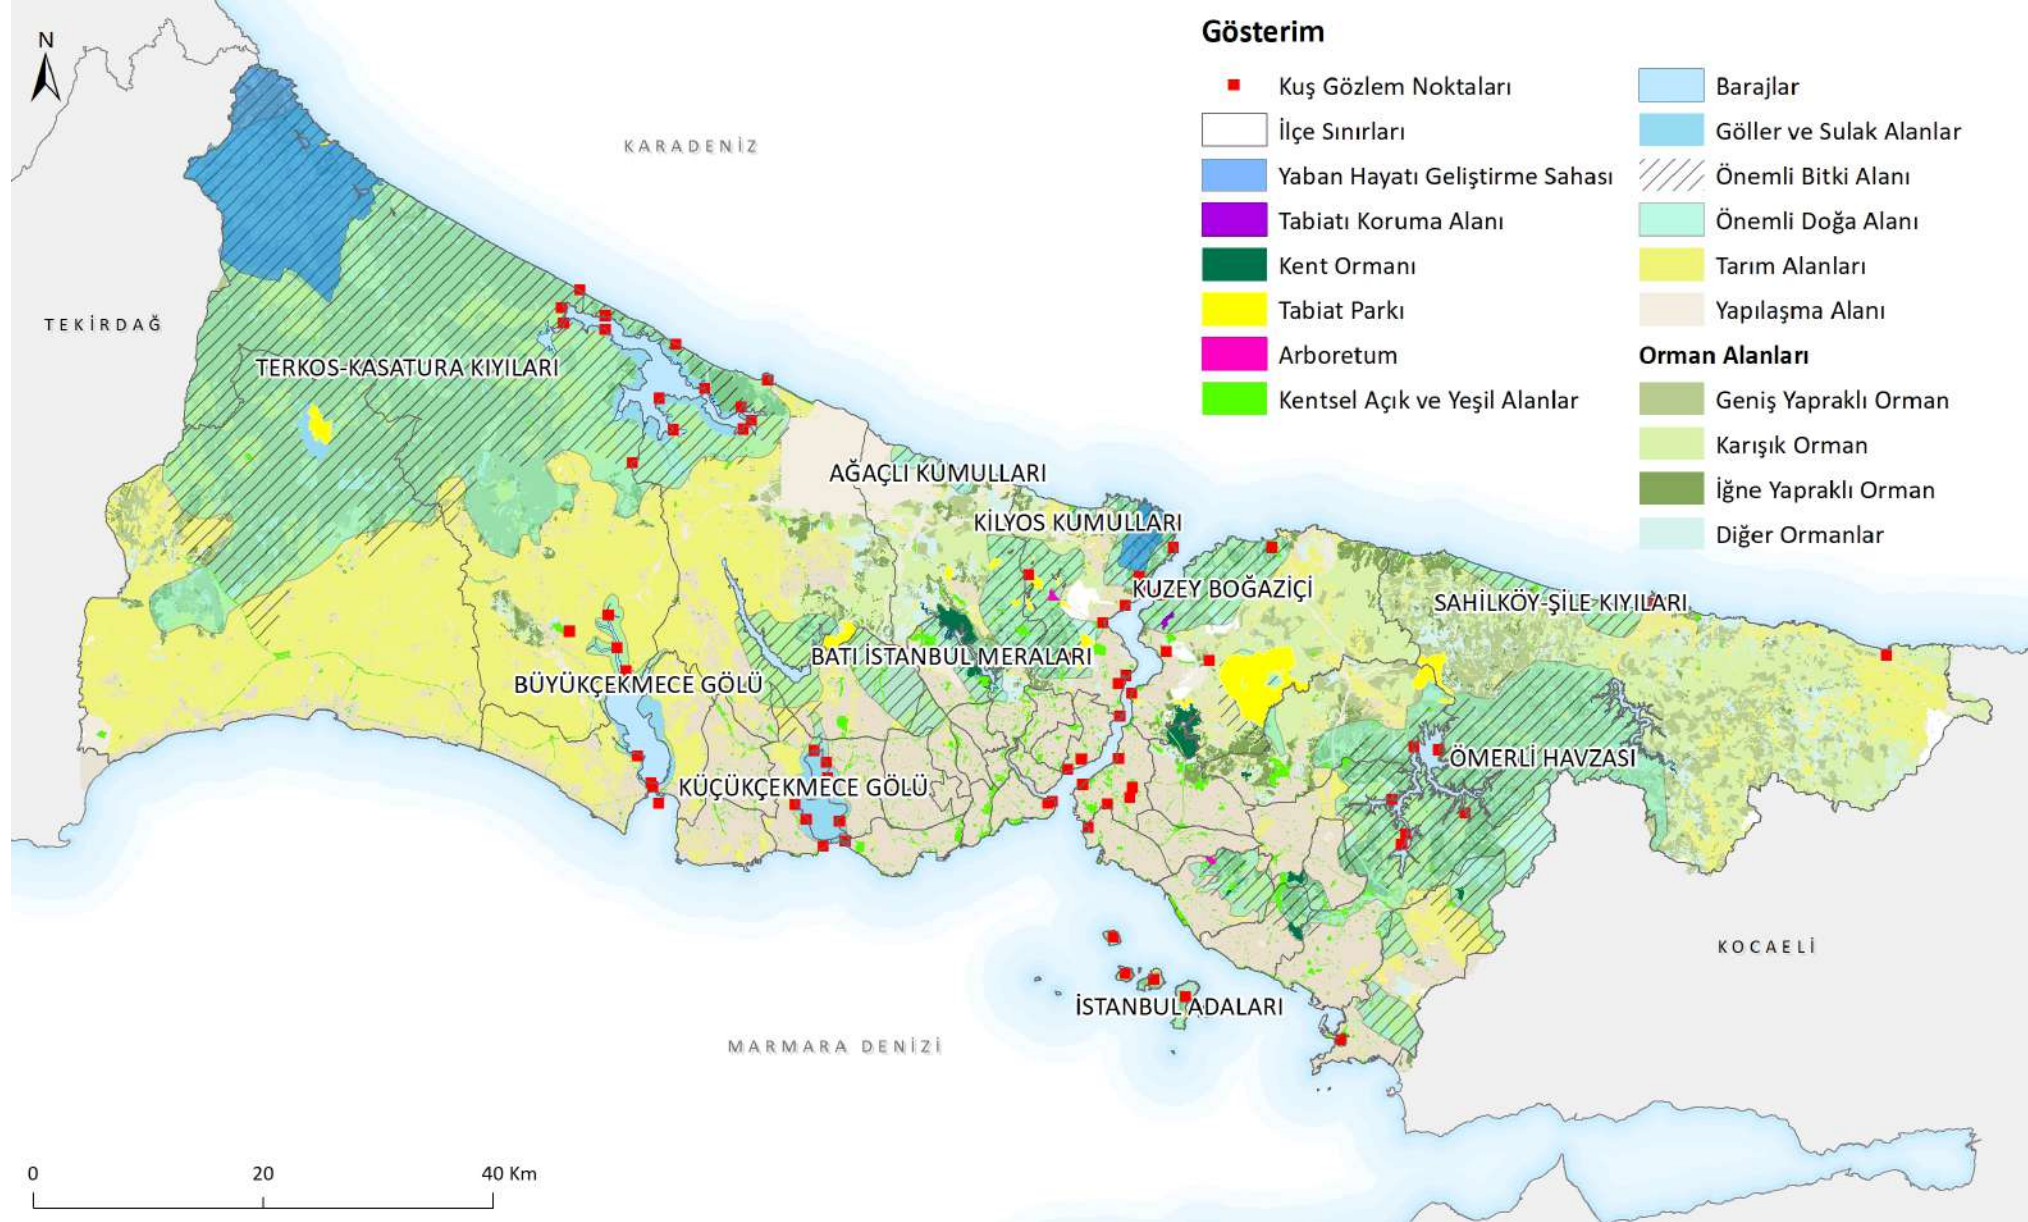 Gösterim
Kuş Gözlem Noktaları
İlçe Sınırları
Yaban Hayatı Geliştirme Sahası
Tabiatı Koruma Alanı
Kent Ormanı
Tabiat Parkı
Arboretum
Kentsel Açık ve Yeşil Alanlar
Barajlar
Göller ve Sulak Alanlar
Önemli Bitki Alanı
Önemli Doğa Alanı
Tarım Alanları
Yapılaşma Alanı
Orman Alanları
Geniş Yapraklı Orman
Karışık Orman
İğne Yapraklı Orman
Diğer Ormanlar
N
KARADENİZ
TEKİRDAĞ
TERKOS-KASATURA KIYILARI
AĞAÇLI KUMULLARI
KİLYOS KUMULLARI
KUZEY BOĞAZİÇİ
SAHİLKÖY-ŞİLE KIYILARI
BATI İSTANBUL MERALARI
BÜYÜKÇEKMECE GÖLÜ
ÖMERLİ HAVZASI
KÜÇÜKÇEKMECE GÖLÜ
KOCAELİ
İSTANBUL ADALARI
MARMARA DENİZİ
0 20 40 Km